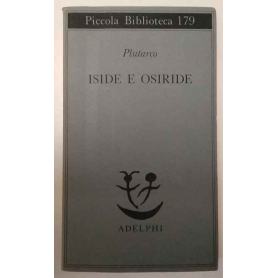 Piccola Biblioteca 179
Plutarco
ISIDE E OSIRIDE
ADELPHI